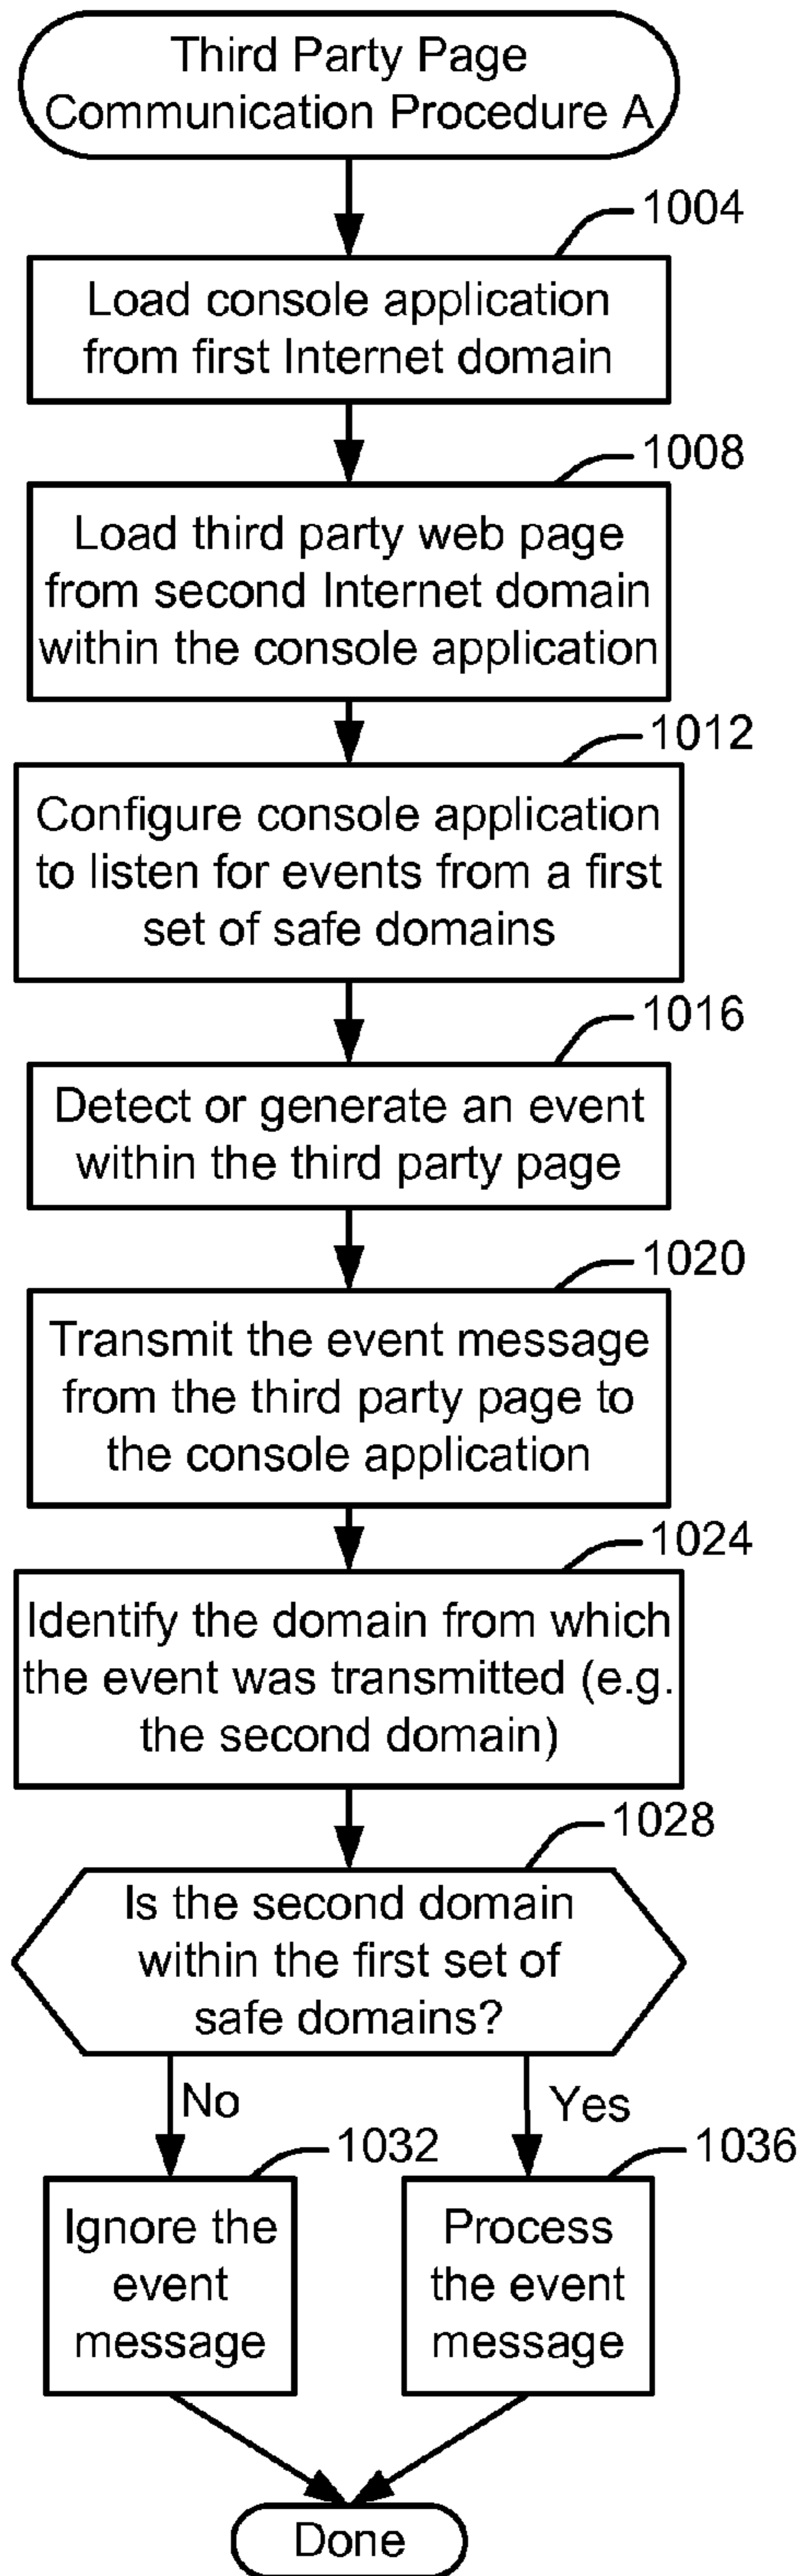 Third Party Page
Communication Procedure A
1004
Load console application
from first Internet domain
1008
Load third party web page
from second Internet domain
within the console application
1012
Configure console application
to listen for events from a first
set of safe domains
1016
Detect or generate an event
within the third party page
1020
Transmit the event message
from the third party page to
the console application
1024
Identify the domain from which
the event was transmitted (e.g.
the second domain)
1028
Is the second domain
within the first set of
safe domains?
No
Yes
1032
1036
Ignore the
event
message
Process
the event
message
Done